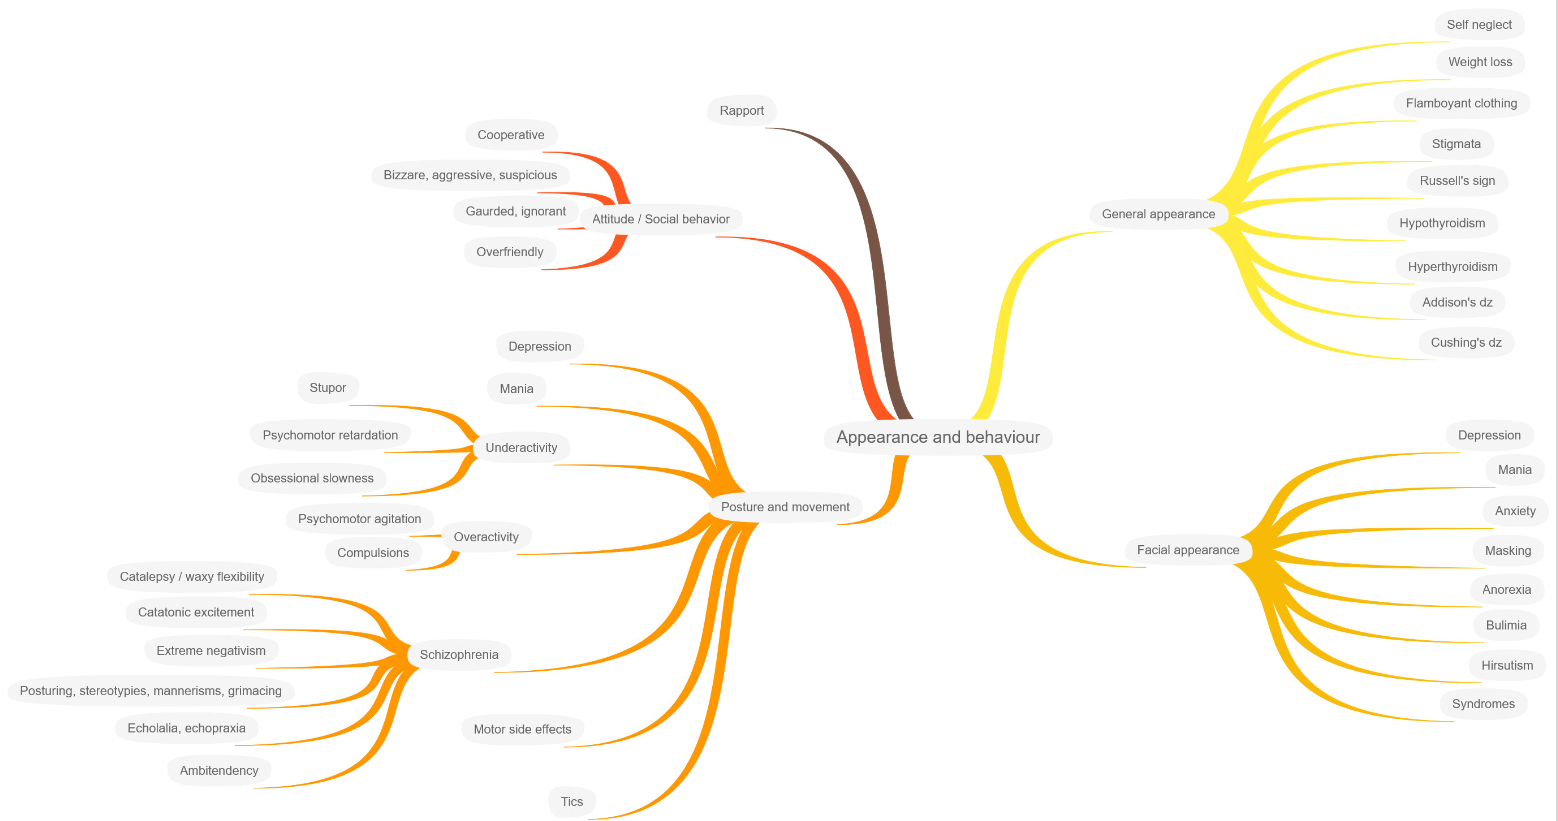 Appearance and behaviour
Rapport
Attitude / Social behavior
Cooperative
Bizzare, aggressive, suspicious
Gaurded, ignorant
Overfriendly
Posture and movement
Depression
Mania
Underactivity
Stupor
Psychomotor retardation
Obsessional slowness
Overactivity
Psychomotor agitation
Compulsions
Schizophrenia
Catalepsy / waxy flexibility
Catatonic excitement
Extreme negativism
Posturing, stereotypies, mannerisms, grimacing
Echolalia, echopraxia
Ambitendency
Motor side effects
Tics
General appearance
Self neglect
Weight loss
Flamboyant clothing
Stigmata
Russell's sign
Hypothyroidism
Hyperthyroidism
Addison's dz
Cushing's dz
Facial appearance
Depression
Mania
Anxiety
Masking
Anorexia
Bulimia
Hirsutism
Syndromes